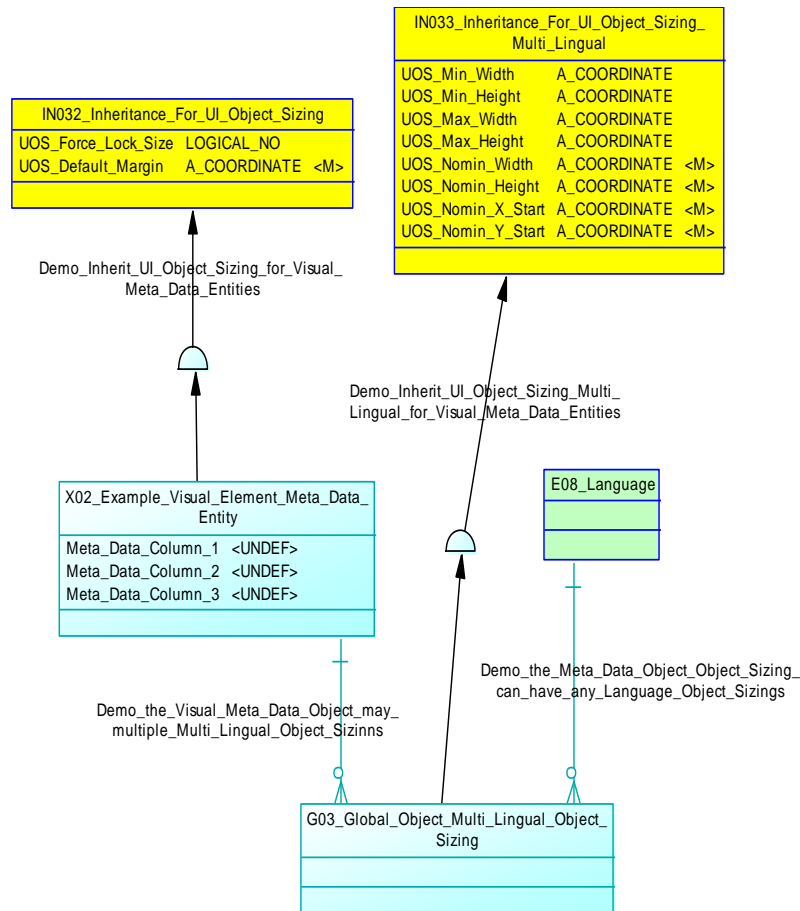 IN033_Inheritance_For_UI_Object_Sizing_
Multi_Lingual
UOS_Min_Width A_COORDINATE
UOS_Min_Height A_COORDINATE
UOS_Max_Width A_COORDINATE
UOS_Max_Height A_COORDINATE
UOS_Nomin_Width A_COORDINATE <M>
UOS_Nomin_Height A_COORDINATE <M>
UOS_Nomin_X_Start A_COORDINATE <M>
UOS_Nomin_Y_Start A_COORDINATE <M>
IN032_Inheritance_For_UI_Object_Sizing
UOS_Force_Lock_Size LOGICAL_NO
UOS_Default_Margin A_COORDINATE <M>
Demo_Inherit_UI_Object_Sizing_for_Visual_
Meta_Data_Entities
Demo_Inherit_UI_Object_Sizing_Multi_
Lingual_for_Visual_Meta_Data_Entities
X02_Example_Visual_Element_Meta_Data_
Entity
Meta_Data_Column_1 <UNDEF>
Meta_Data_Column_2 <UNDEF>
Meta_Data_Column_3 <UNDEF>
E08_Language
Demo_the_Meta_Data_Object_Object_Sizing_
can_have_any_Language_Object_Sizings
Demo_the_Visual_Meta_Data_Object_may_
multiple_Multi_Lingual_Object_Sizinns
G03_Global_Object_Multi_Lingual_Object_
Sizing